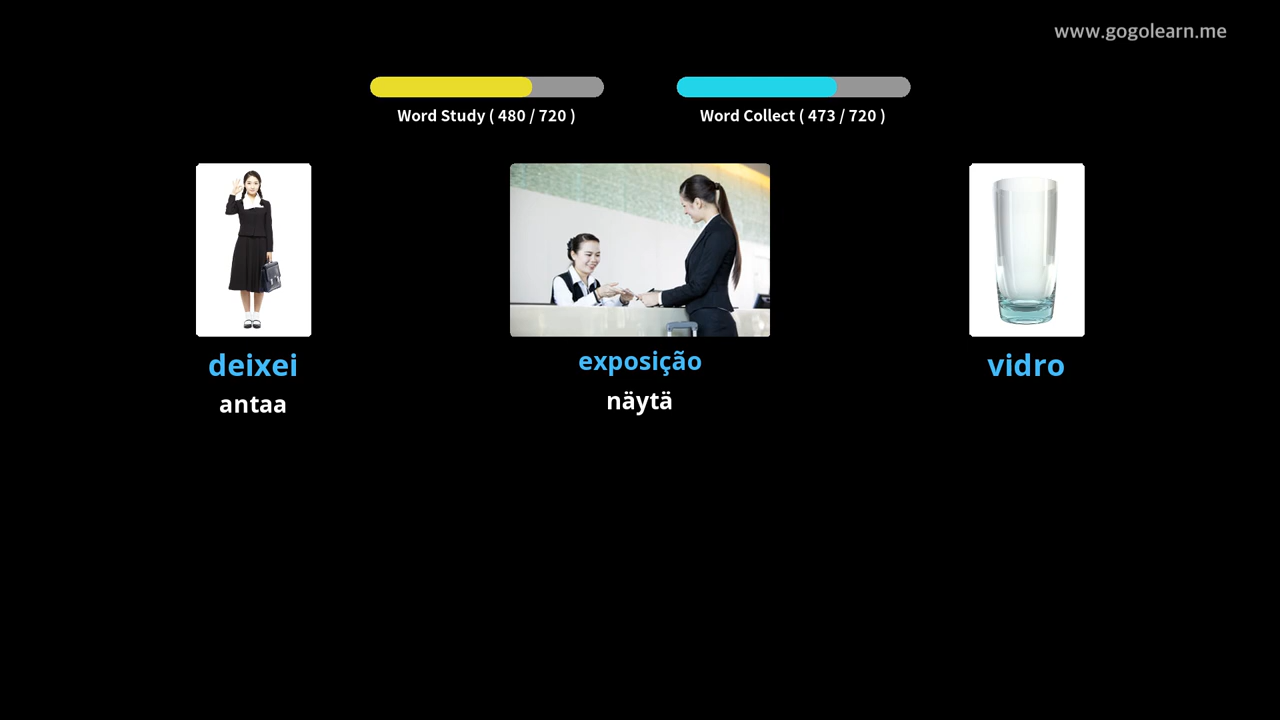 www.gogolearn.me
Word Study ( 480 / 720 )
Word Collect ( 473 / 720 )
deixei
antaa
exposição
näytä
vidro